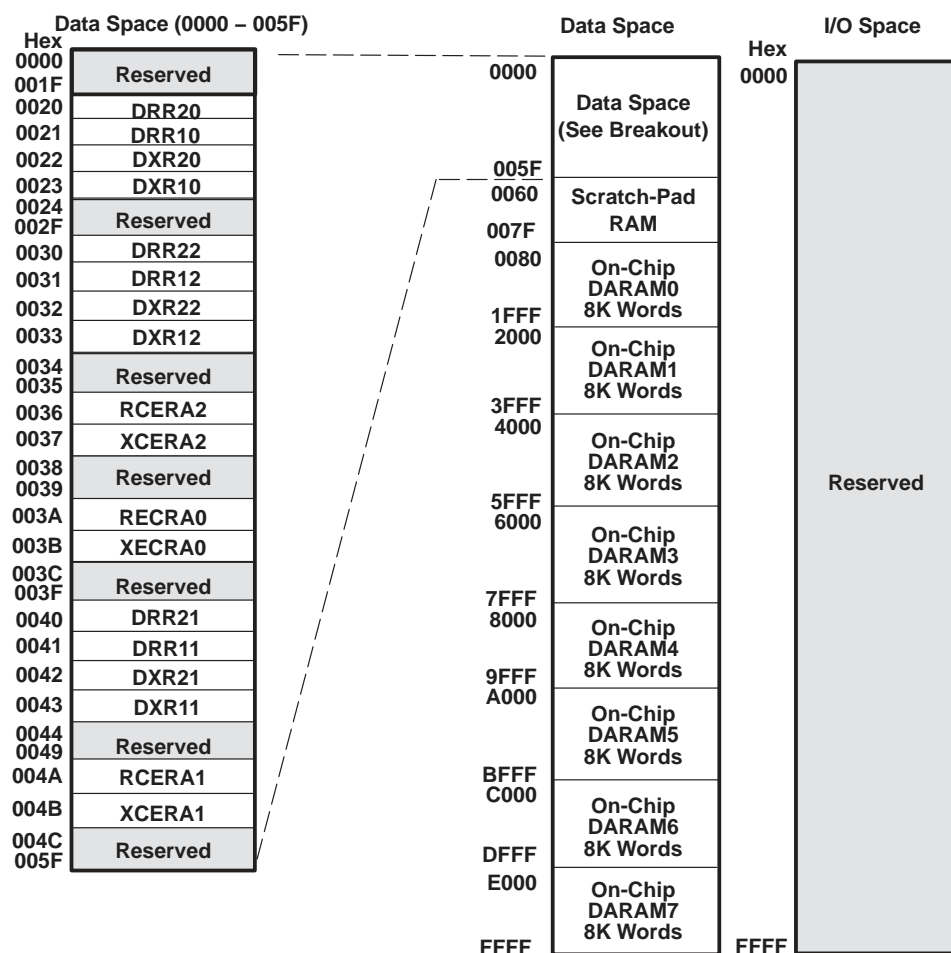 Data Space (0000 – 005F)
Hex
0000
Reserved
001F
0020
DRR20
0021
DRR10
0022
DXR20
0023
DXR10
0024
Reserved
002F
0030
DRR22
0031
DRR12
0032
DXR22
0033
DXR12
0034
Reserved
0035
0036
RCERA2
0037
XCERA2
0038
Reserved
0039
003A
RECRA0
003B
XECRA0
003C
Reserved
003F
0040
DRR21
0041
DRR11
0042
DXR21
0043
DXR11
0044
Reserved
0049
004A
RCERA1
004B
XCERA1
004C
Reserved
005F
Data Space
0000
Data Space
(See Breakout)
005F
0060
Scratch-Pad
RAM
007F
0080
On-Chip
DARAM0
8K Words
1FFF
2000
On-Chip
DARAM1
8K Words
3FFF
4000
On-Chip
DARAM2
8K Words
5FFF
6000
On-Chip
DARAM3
8K Words
7FFF
8000
On-Chip
DARAM4
8K Words
9FFF
A000
On-Chip
DARAM5
8K Words
BFFF
C000
On-Chip
DARAM6
8K Words
DFFF
E000
On-Chip
DARAM7
8K Words
FFFF
I/O Space
Hex
0000
Reserved
FFFF